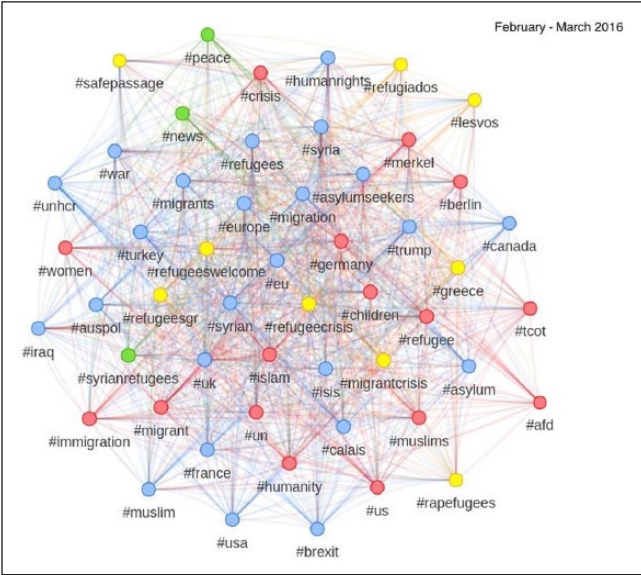 February - March 2016
#peace
#humanrights
#safepassage
#crisis
#refugiados
#lesvos
#news
#syria
#refugees
#merkel
#war
#asylumseekers
#berlin
#unhcr
#migrants
#migration
#europe
#trump
#canada
#turkey
#women
#refugeeswelcome
#germany
#eu
#greece
#refugeesgr
#children
#auspol
#syrian
#refugeecrisis
#tcot
#refugee
#iraq
#syrianrefugees
#uk
#islam
#isis
#migrantcrisis
#asylum
#afd
#immigration
#migrant
#un
#muslims
#calais
#france
#humanity
#us
#rapefugees
#muslim
#usa
#brexit